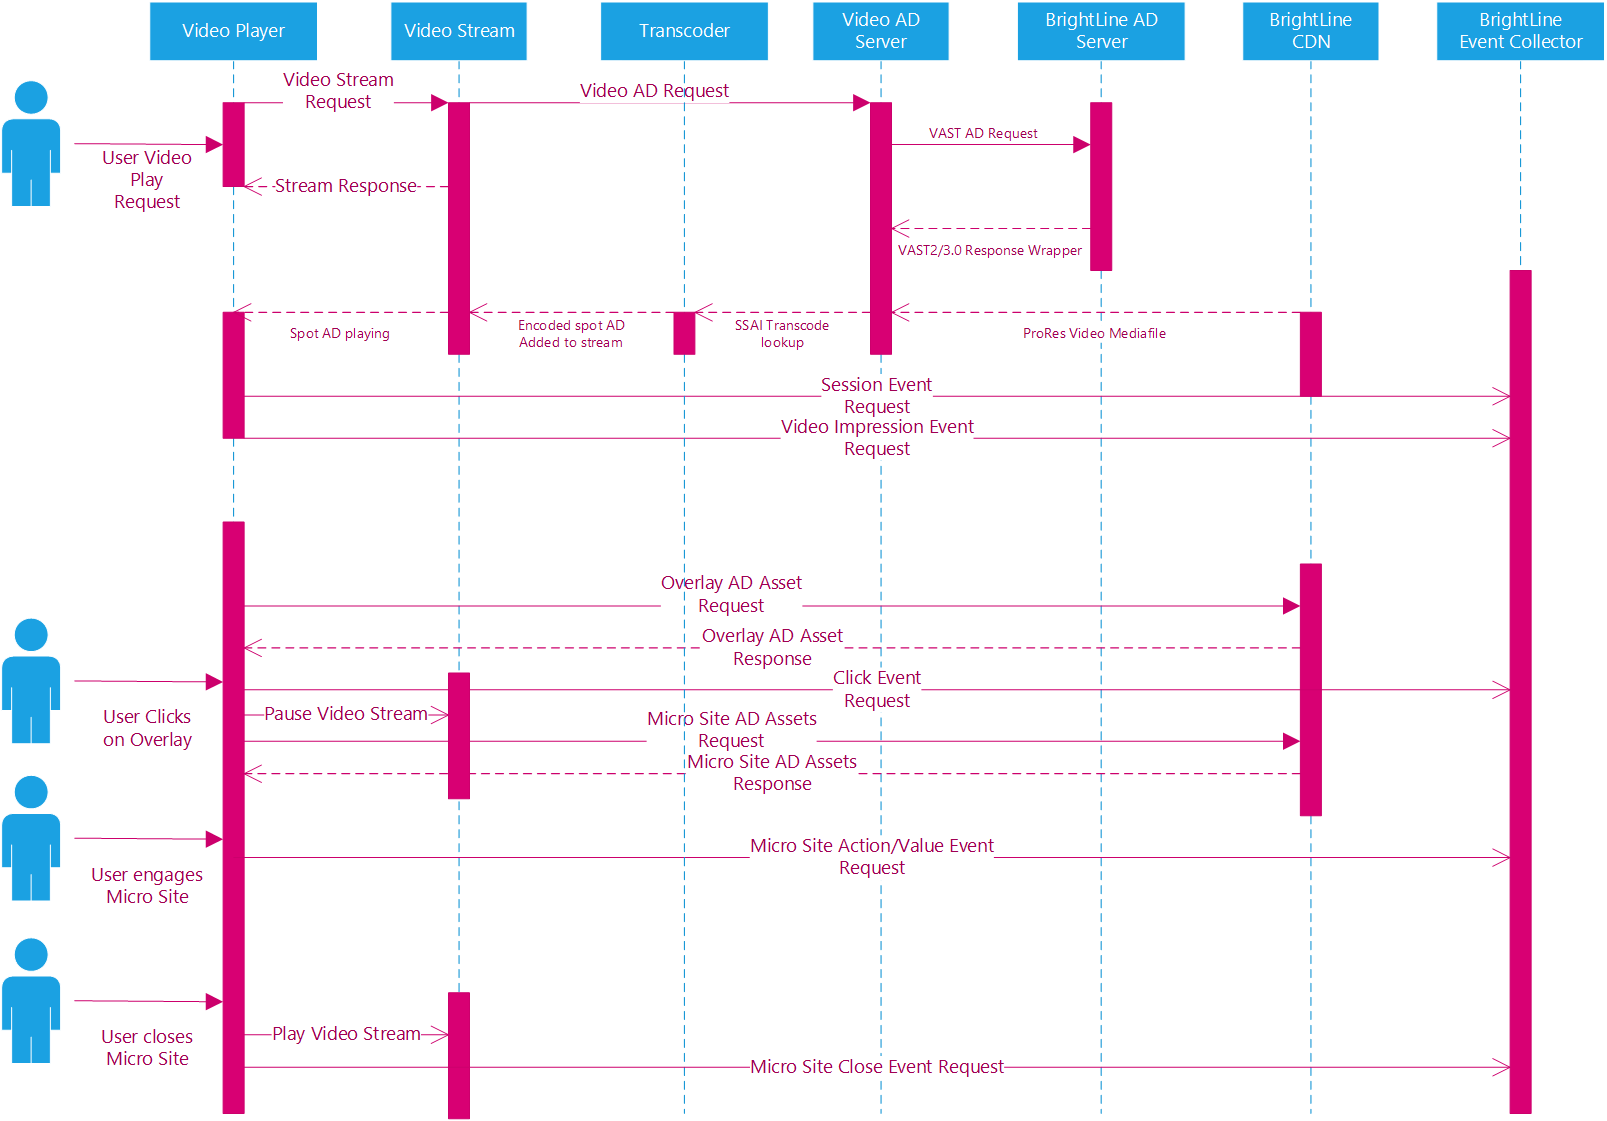 Video Player
Video Stream
Transcoder
Video AD
Server
BrightLine AD
Server
BrightLine
CDN
BrightLine
Event Collector
Video Stream
Request
Video AD Request
VAST AD Request
User Video
Play
Request
Stream Response
VAST2/3.0 Response Wrapper
Spot AD playing
Encoded spot AD
Added to stream
SSAI Transcode
lookup
ProRes Video Mediafile
Session Event
Request
Video Impression Event
Request
Overlay AD Asset
Request
Overlay AD Asset
Response
Click Event
Request
User Clicks
on Overlay
Pause Video Stream
Micro Site AD Assets
Request
Micro Site AD Assets
Response
Micro Site Action/Value Event
Request
User engages
Micro Site
User closes
Micro Site
Play Video Stream
Micro Site Close Event Request